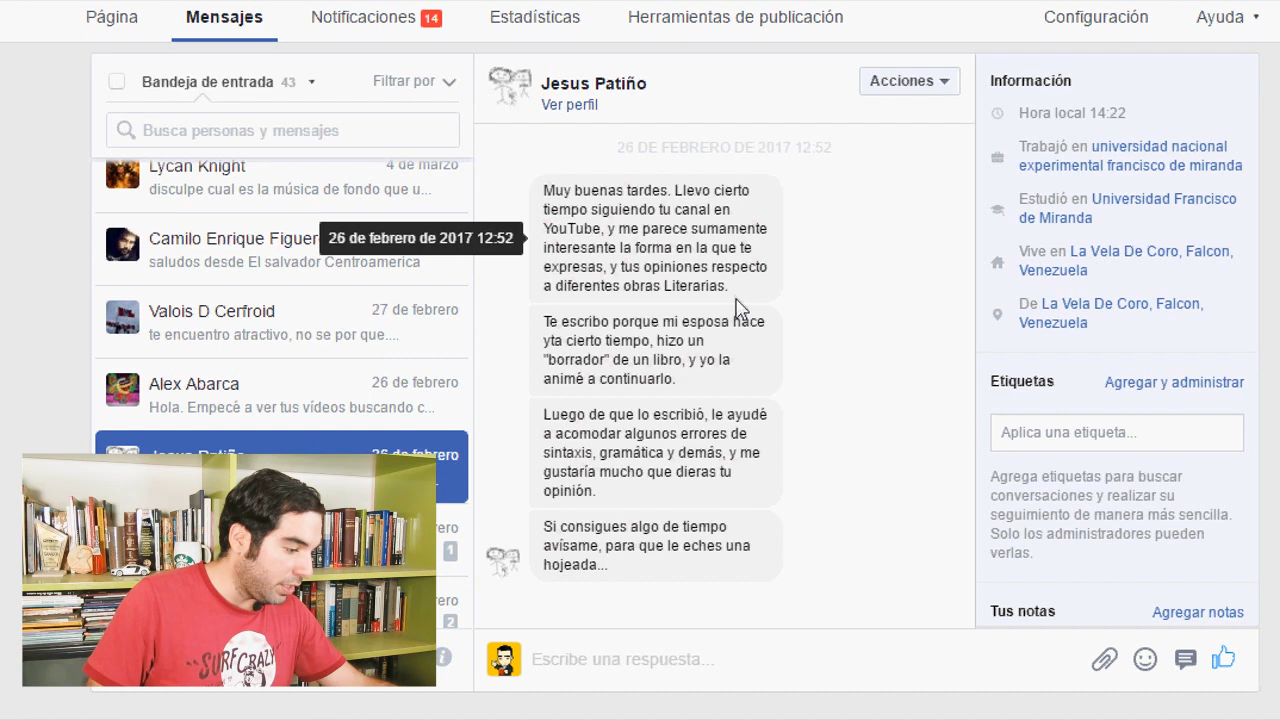 Página
Mensajes
Notificaciones 14
Estadísticas
Herramientas de publicación
Configuración
Ayuda
Bandeja de entrada 43
Filtrar por
Busca personas y mensajes
Lycan Knight
4 de marzo
disculpe cual es la música de fondo que u...
Camilo Enrique Figuer
saludos desde El salvador Centroamerica
Valois D Cerfroid
27 de febrero
te encuentro atractivo, no se por que....
Alex Abarca
26 de febrero
Hola. Empecé a ver tus vídeos buscando c...
Jesus Patiño
26 de febrero
1
2
SURF CRAZY
Jesus Patiño
Ver perfil
Acciones
26 DE FEBRERO DE 2017 12:52
26 de febrero de 2017 12:52
Muy buenas tardes. Llevo cierto
tiempo siguiendo tu canal en
YouTube, y me parece sumamente
interesante la forma en la que te
expresas, y tus opiniones respecto
a diferentes obras Literarias.
Te escribo porque mi esposa hace
yta cierto tiempo, hizo un
"borrador" de un libro, y yo la
animé a continuarlo.
Luego de que lo escribió, le ayudé
a acomodar algunos errores de
sintaxis, gramática y demás, y me
gustaría mucho que dieras tu
opinión.
Si consigues algo de tiempo
avísame, para que le eches una
hojeada...
Escribe una respuesta...
Información
Hora local 14:22
Trabajó en universidad nacional
experimental francisco de miranda
Estudió en Universidad Francisco
de Miranda
Vive en La Vela De Coro, Falcon,
Venezuela
De La Vela De Coro, Falcon,
Venezuela
Etiquetas
Agregar y administrar
Aplica una etiqueta...
Agrega etiquetas para buscar
conversaciones y realizar su
seguimiento de manera más sencilla.
Solo los administradores pueden
verlas.
Tus notas
Agregar notas